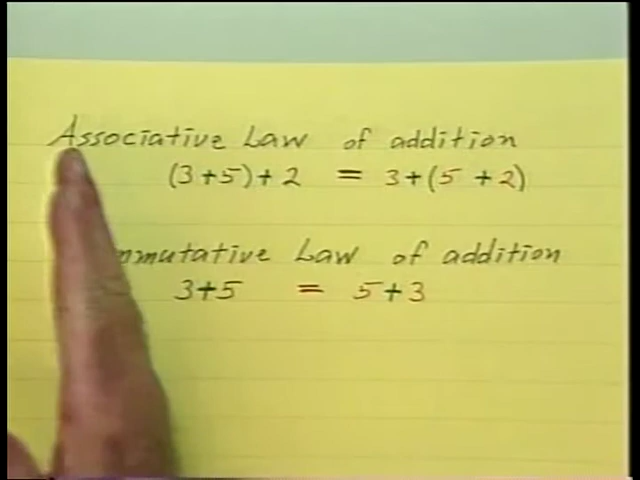 Associative Law of addition
(3+5)+2 = 3+(5+2)
mmutative Law of addition
3+5 = 5+3